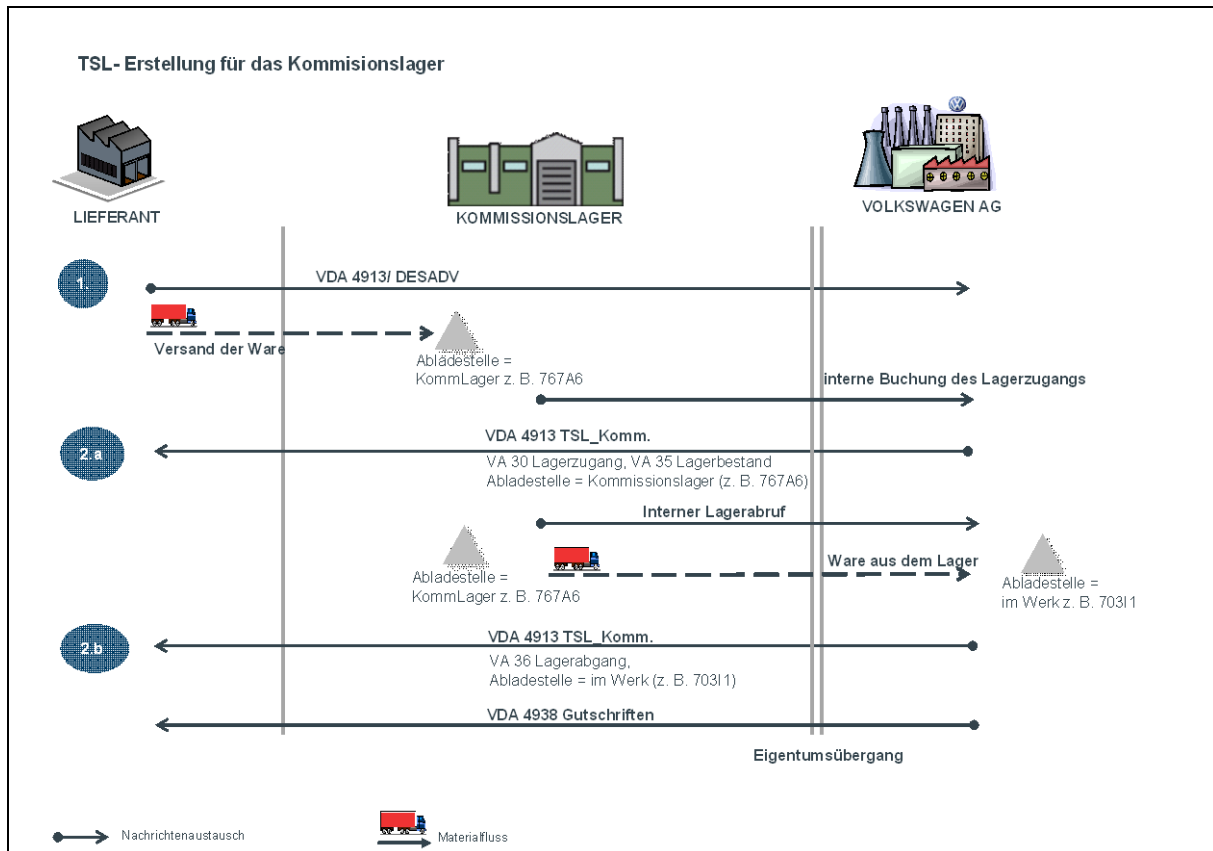 TSL- Erstellung für das Kommisionslager
LIEFERANT
KOMMISSIONSLAGER
VOLKSWAGEN AG
1.
VDA 4913/ DESADV
Versand der Ware
Abladestelle =
KommLager z. B. 767A6
interne Buchung des Lagerzugangs
2.a
VDA 4913 TSL_Komm.
VA 30 Lagerzugang, VA 35 Lagerbestand
Abladestelle = Kommissionslager (z. B. 767A6)
Interner Lagerabruf
Ware aus dem Lager
Abladestelle =
KommLager z. B. 767A6
Abladestelle =
im Werk z. B. 703I1
2.b
VDA 4913 TSL_Komm.
VA 36 Lagerabgang,
Abladestelle = im Werk (z. B. 703I1)
VDA 4938 Gutschriften
Eigentumsübergang
Nachrichtenaustausch
Materialfluss